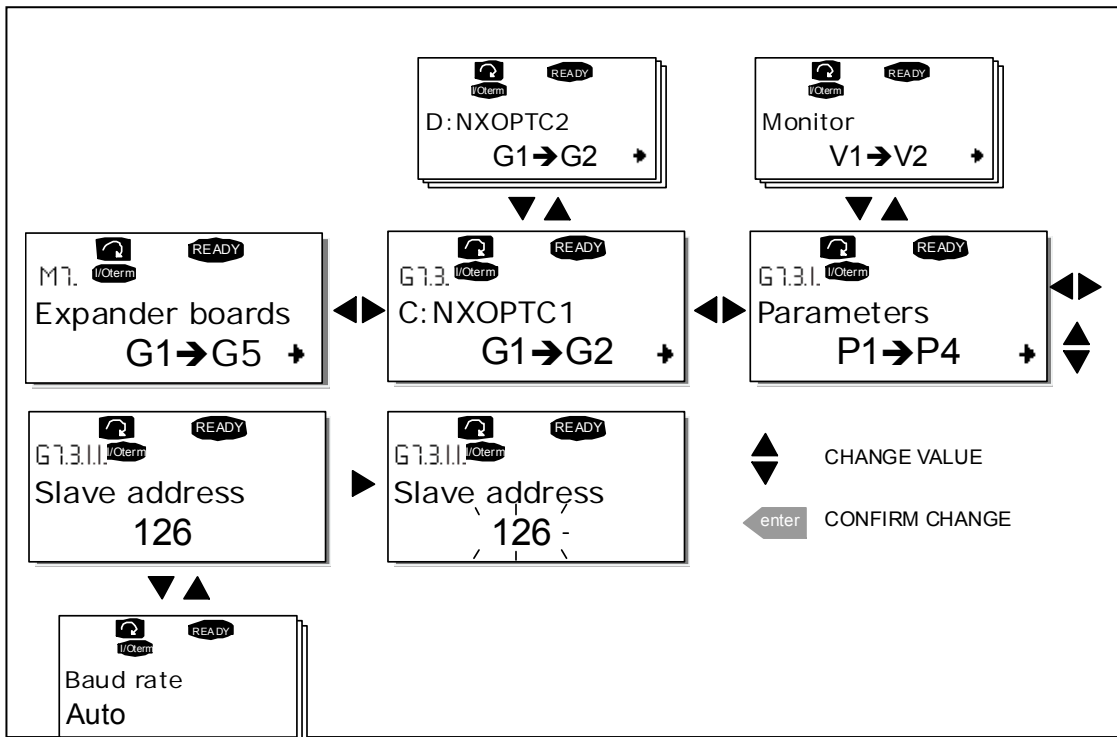 READY
I/Oterm
D:NXOPTC2
G1➔G2
READY
I/Oterm
Monitor
V1➔V2
READY
M7. I/Oterm
Expander boards
G1➔G5
READY
G7.3. I/Oterm
C:NXOPTC1
G1➔G2
READY
G7.3.1. I/Oterm
Parameters
P1➔P4
READY
G7.3.1.1. I/Oterm
Slave address
126
READY
G7.3.1.1. I/Oterm
Slave address
126
CHANGE VALUE
enter CONFIRM CHANGE
READY
I/Oterm
Baud rate
Auto